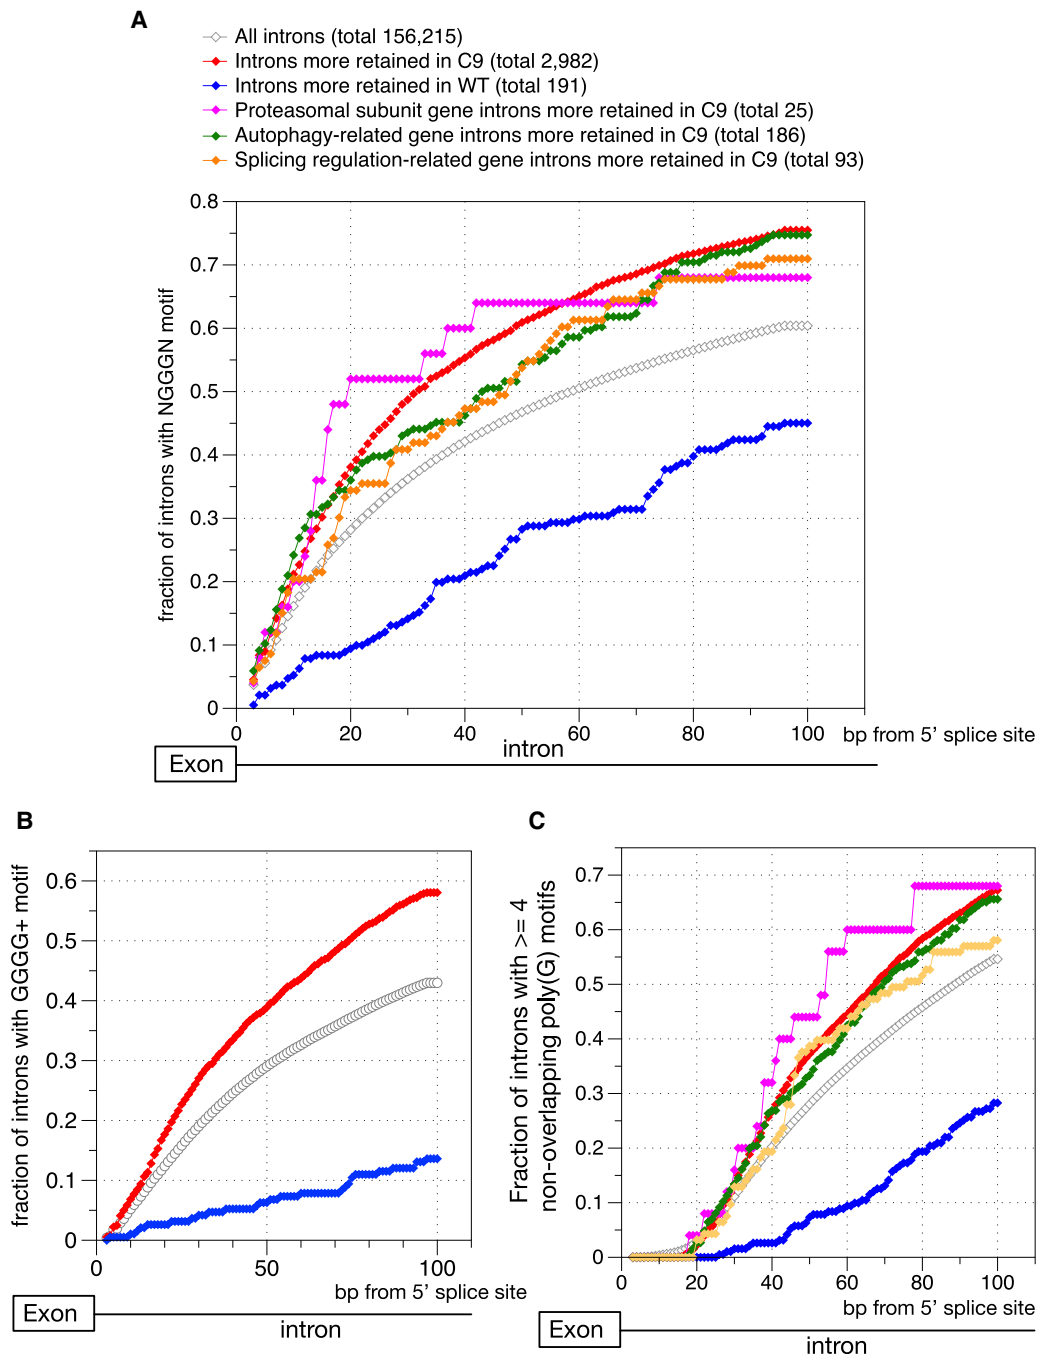 A
All introns (total 156,215)
Introns more retained in C9 (total 2,982)
Introns more retained in WT (total 191)
Proteasomal subunit gene introns more retained in C9 (total 25)
Autophagy-related gene introns more retained in C9 (total 186)
Splicing regulation-related gene introns more retained in C9 (total 93)
fraction of introns with NGGGN motif
0.8
0.7
0.6
0.5
0.4
0.3
0.2
0.1
0
0 20 40 60 80 100
bp from 5’ splice site
intron
Exon
B
fraction of introns with GGGG+ motif
0.6
0.5
0.4
0.3
0.2
0.1
0
0 50 100
bp from 5’ splice site
Exon
intron
C
Fraction of introns with >= 4
non-overlapping poly(G) motifs
0.7
0.6
0.5
0.4
0.3
0.2
0.1
0
0 20 40 60 80 100
bp from 5’ splice site
Exon
intron